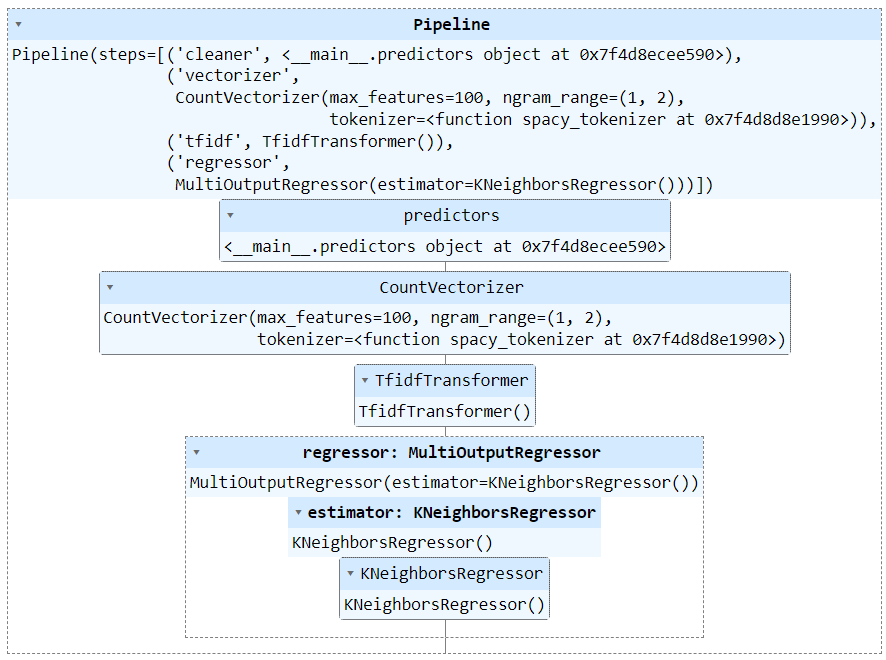 Pipeline
Pipeline(steps=[('cleaner', <__main__.predictors object at 0x7f4d8ecee590>),
('vectorizer',
CountVectorizer(max_features=100, ngram_range=(1, 2),
tokenizer=<function spacy_tokenizer at 0x7f4d8d8e1990>)),
('tfidf', TfidfTransformer()),
('regressor',
MultiOutputRegressor(estimator=KNeighborsRegressor()))])
predictors
<__main__.predictors object at 0x7f4d8ecee590>
CountVectorizer
CountVectorizer(max_features=100, ngram_range=(1, 2),
tokenizer=<function spacy_tokenizer at 0x7f4d8d8e1990>)
TfidfTransformer
TfidfTransformer()
regressor: MultiOutputRegressor
MultiOutputRegressor(estimator=KNeighborsRegressor())
estimator: KNeighborsRegressor
KNeighborsRegressor()
KNeighborsRegressor
KNeighborsRegressor()